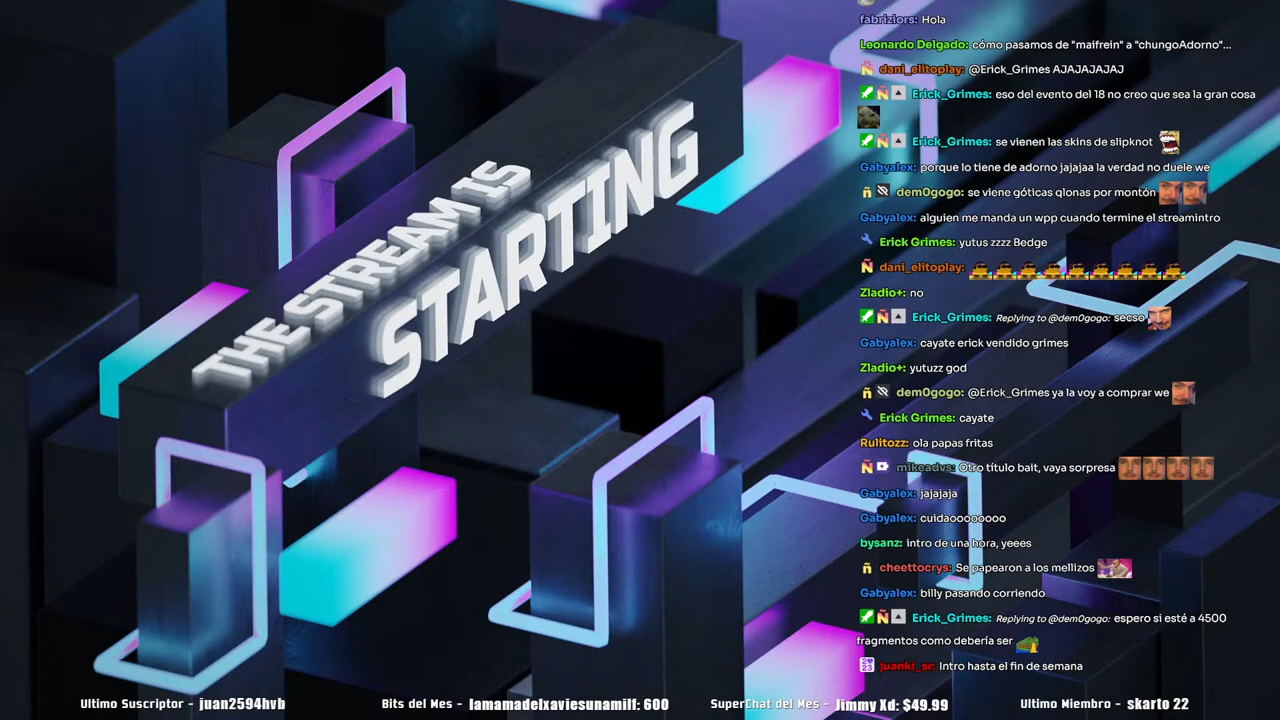 THE STREAM IS
STARTING
fabriziors: Hola
Leonardo Delgado: cómo pasamos de "maifrein" a "chungoAdorno"...
dani_elitoplay: @Erick_Grimes AJAJAJAJAJ
Erick_Grimes: eso del evento del 18 no creo que sea la gran cosa
Erick_Grimes: se vienen las skins de slipknot
Gabyalex: porque lo tiene de adorno jajajaa la verdad no duele we
dem0gogo: se viene góticas qlonas por montón
Gabyalex: alguien me manda un wpp cuando termine el streamintro
Erick Grimes: yutus zzzz Bedge
dani_elitoplay:
Zladio+: no
Erick_Grimes: Replying to @dem0gogo: secso
Gabyalex: cayate erick vendido grimes
Zladio+: yutuzz god
dem0gogo: @Erick_Grimes ya la voy a comprar we
Erick Grimes: cayate
Rulitozz: ola papas fritas
mikeadvs: Otro título bait, vaya sorpresa
Gabyalex: jajajaja
Gabyalex: cuidaooooooooo
bysanz: intro de una hora, yeees
cheettocrys: Se papearon a los mellizos
Gabyalex: billy pasando corriendo
Erick_Grimes: Replying to @dem0gogo: espero si esté a 4500
fragmentos como debería ser
juanki_sr: Intro hasta el fin de semana
Ultimo Suscriptor - juan2594hvb
Bits del Mes - lamamadelxaviesunamilf: 600
SuperChat del Mes - Jimmy Xd: $49.99
Ultimo Miembro - skarto 22